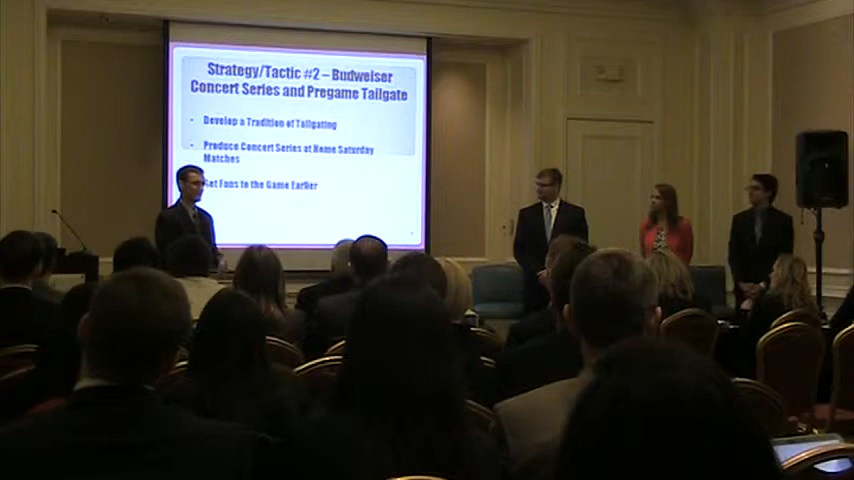 Strategy/Tactic #2 – Budweiser
Concert Series and Pregame Tailgate
• Develop a Tradition of Tailgating
• Produce Concert Series at Home Saturday
Matches
Get Fans to the Game Earlier